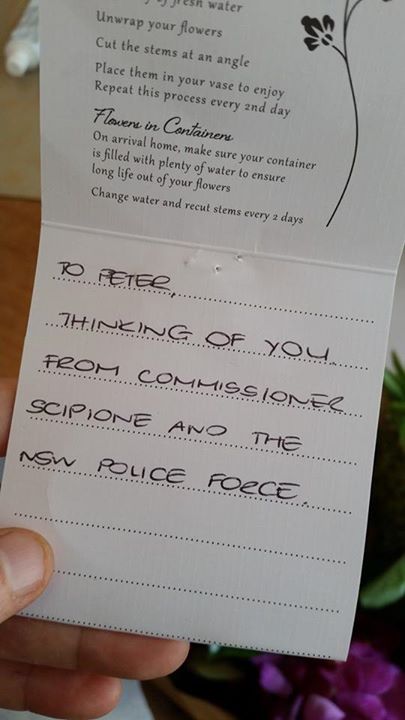 of fresh water
Unwrap your flowers
Cut the stems at an angle
Place them in your vase to enjoy
Repeat this process every 2nd day
Flowers in Containers
On arrival home, make sure your container
is filled with plenty of water to ensure
long life out of your flowers
Change water and recut stems every 2 days
TO PETER,
THINKING OF YOU
FROM COMMISSIONER
SCIPIONE AND THE
NSW POLICE FORCE.